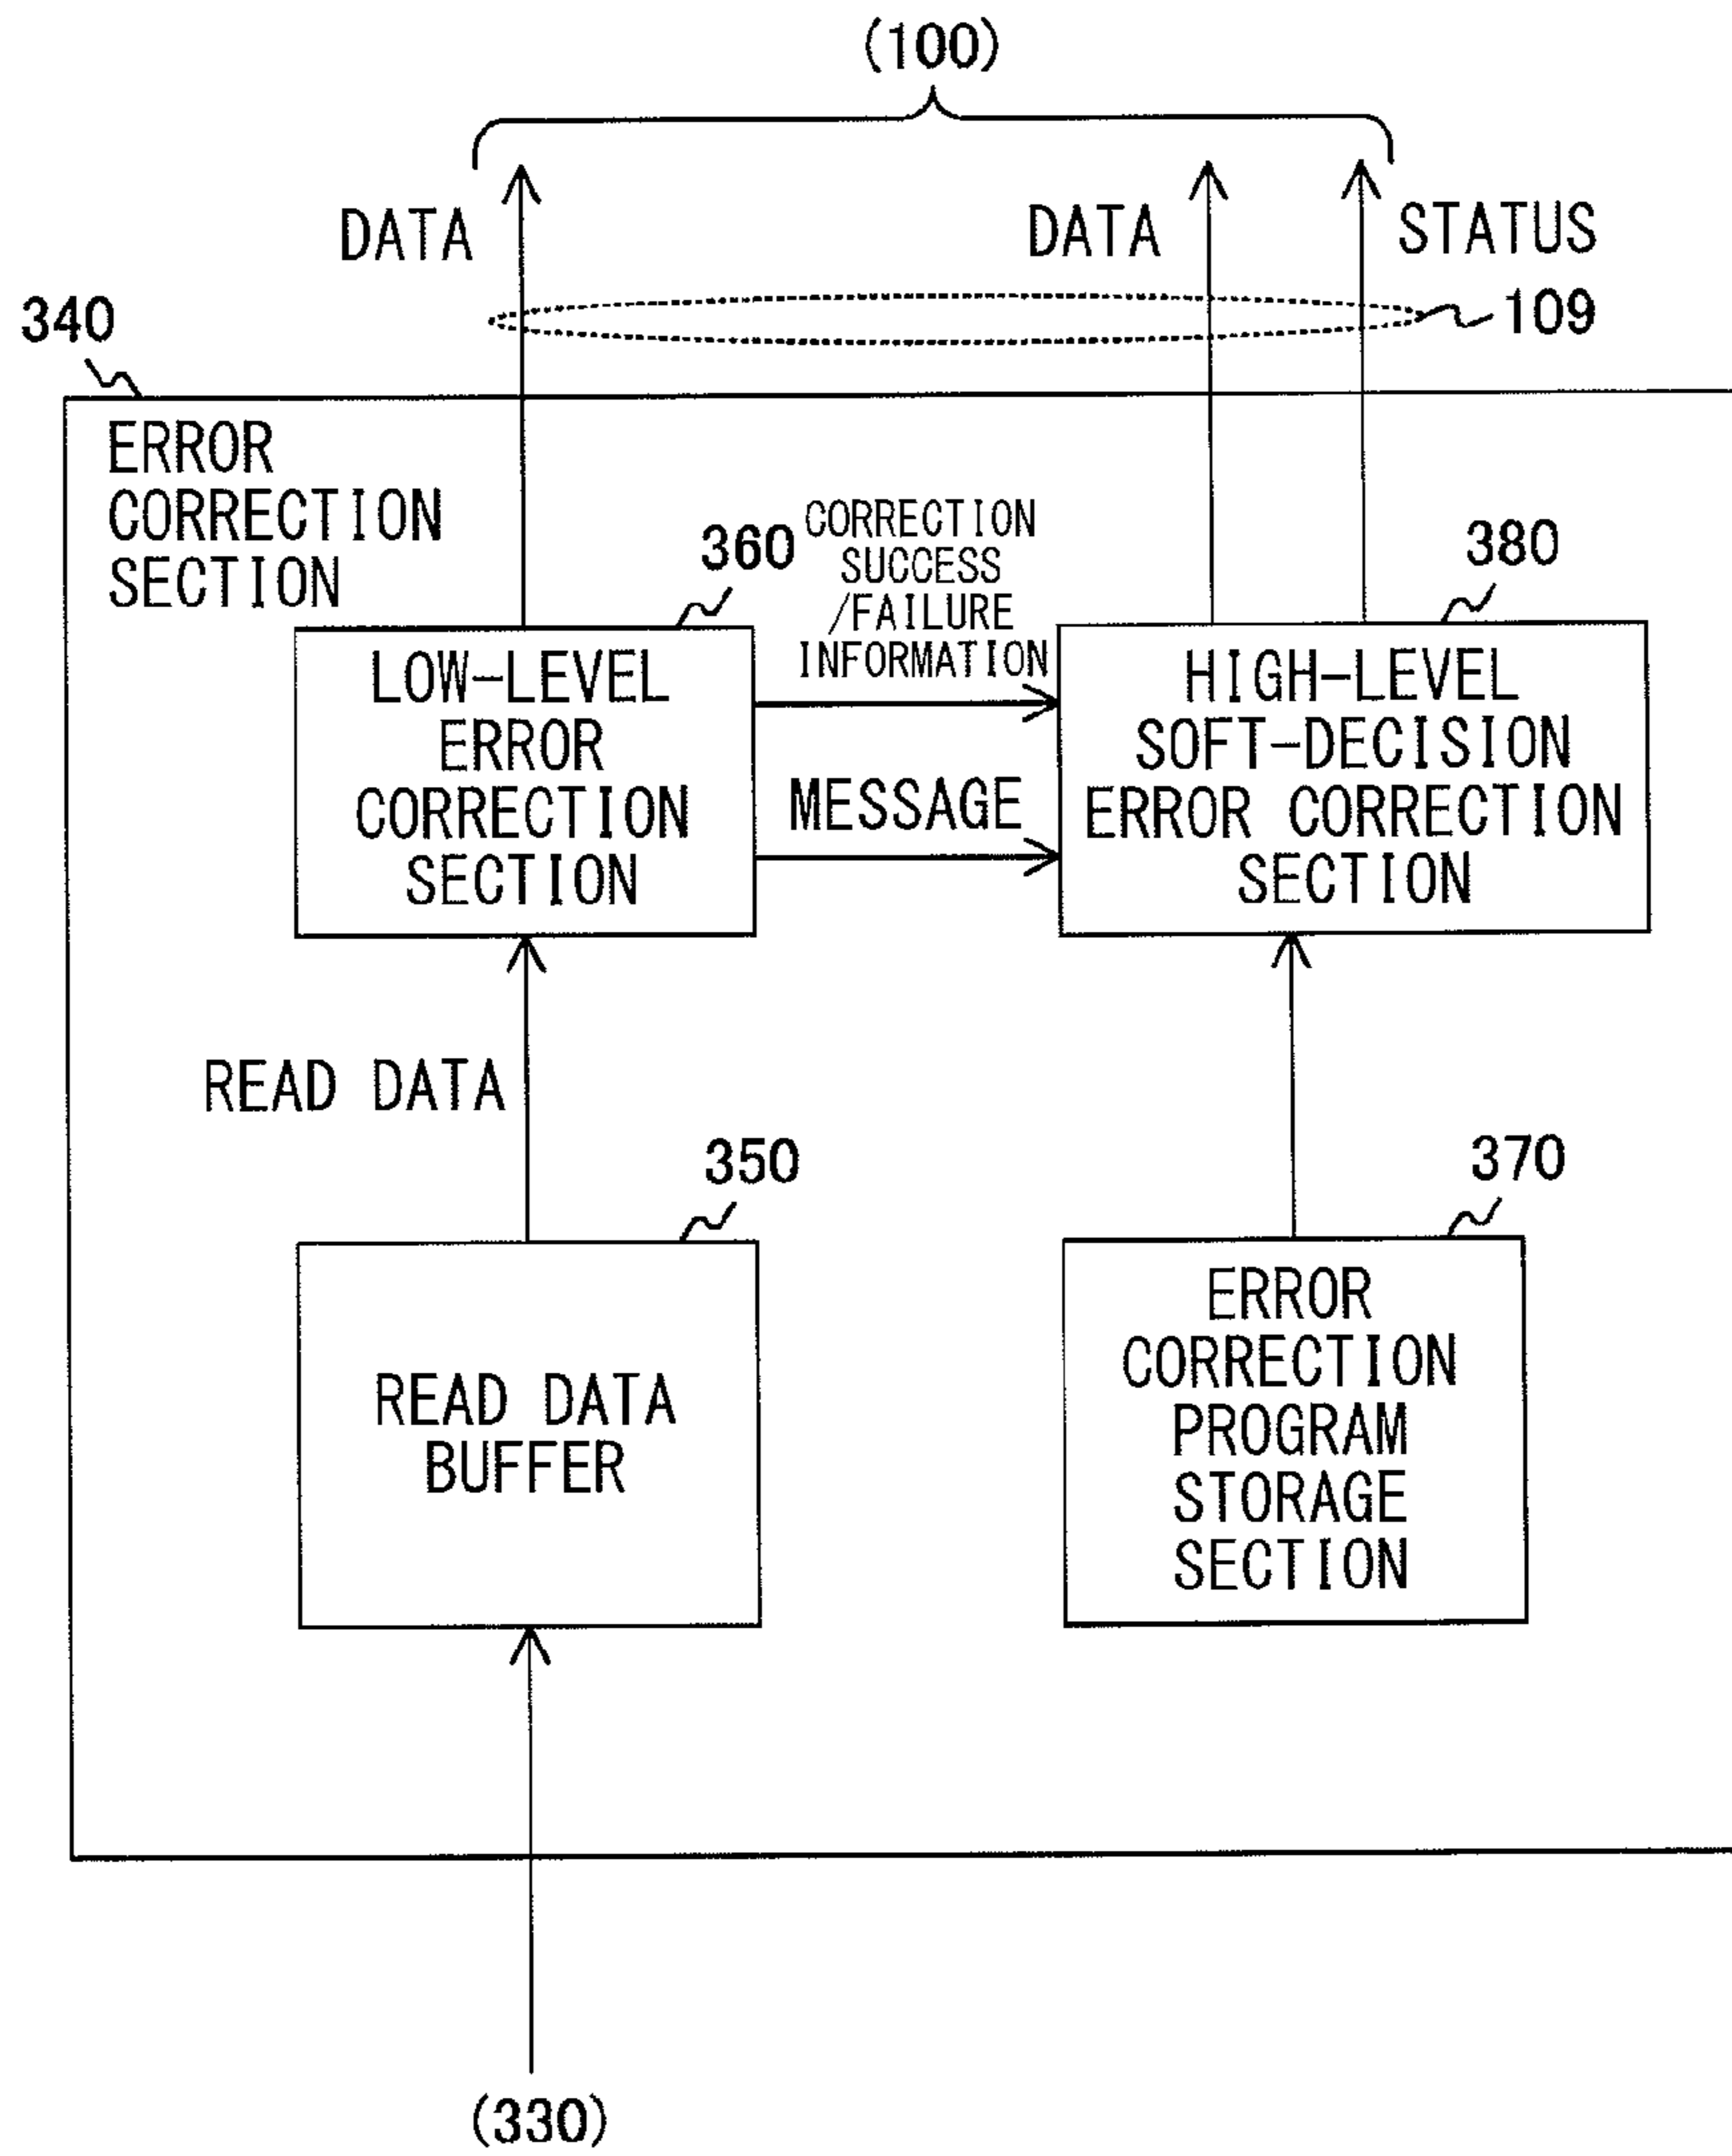 (100)
DATA
DATA
STATUS
109
340
ERROR
CORRECTION
SECTION
360
CORRECTION
SUCCESS
/FAILURE
INFORMATION
380
LOW-LEVEL
ERROR
CORRECTION
SECTION
MESSAGE
HIGH-LEVEL
SOFT-DECISION
ERROR CORRECTION
SECTION
READ DATA
350
370
READ DATA
BUFFER
ERROR
CORRECTION
PROGRAM
STORAGE
SECTION
(330)